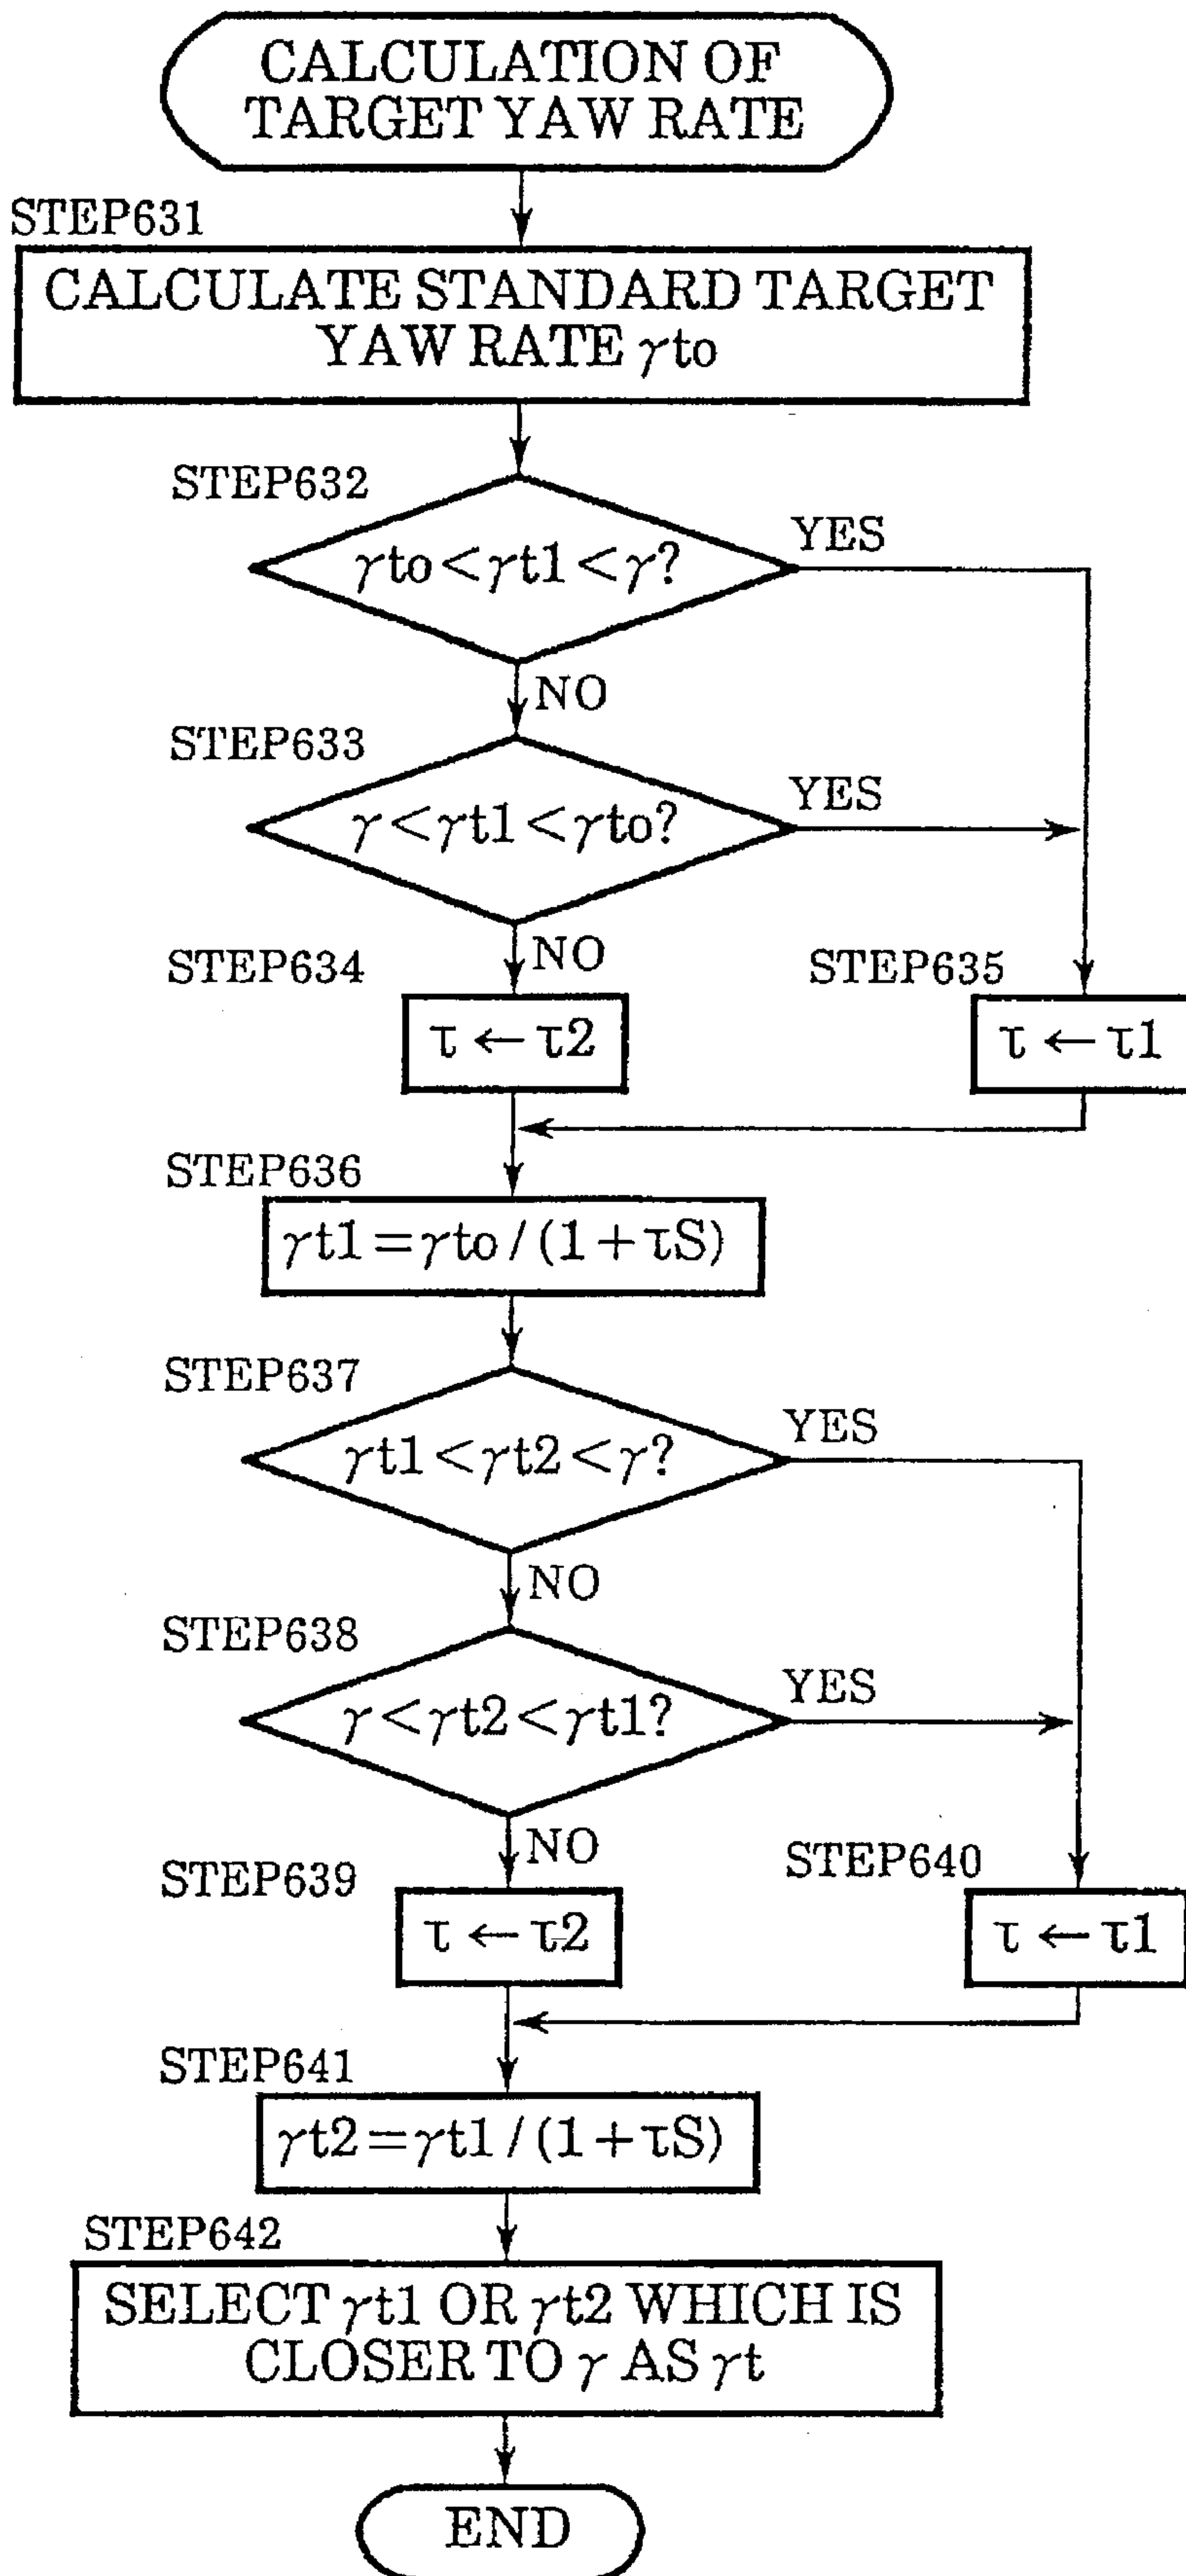 CALCULATION OF
TARGET YAW RATE
STEP631
CALCULATE STANDARD TARGET
YAW RATE γto
STEP632
γto<γt1<γ?
YES
NO
STEP633
γ<γt1<γto?
YES
NO
STEP634
τ←τ2
STEP635
τ←τ1
STEP636
γt1=γto/(1+τS)
STEP637
γt1<γt2<γ?
YES
NO
STEP638
γ<γt2<γt1?
YES
NO
STEP639
τ←τ2
STEP640
τ←τ1
STEP641
γt2=γt1/(1+τS)
STEP642
SELECT γt1 OR γt2 WHICH IS
CLOSER TO γ AS γt
END